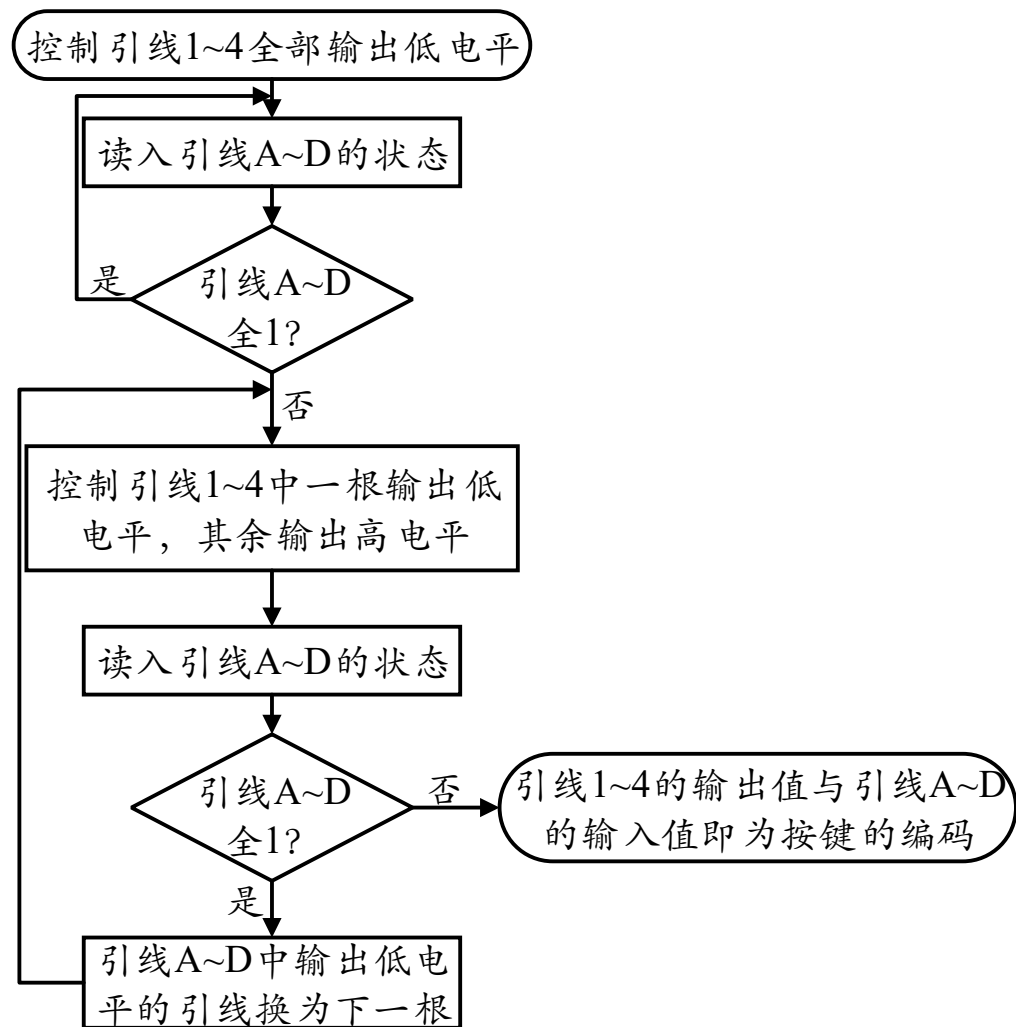 控制引线1~4全部输出低电平
读入引线A~D的状态
是
引线A~D
全1?
否
控制引线1~4中一根输出低
电平，其余输出高电平
读入引线A~D的状态
引线A~D
全1?
否
引线1~4的输出值与引线A~D
的输入值即为按键的编码
是
引线A~D中输出低电
平的引线换为下一根